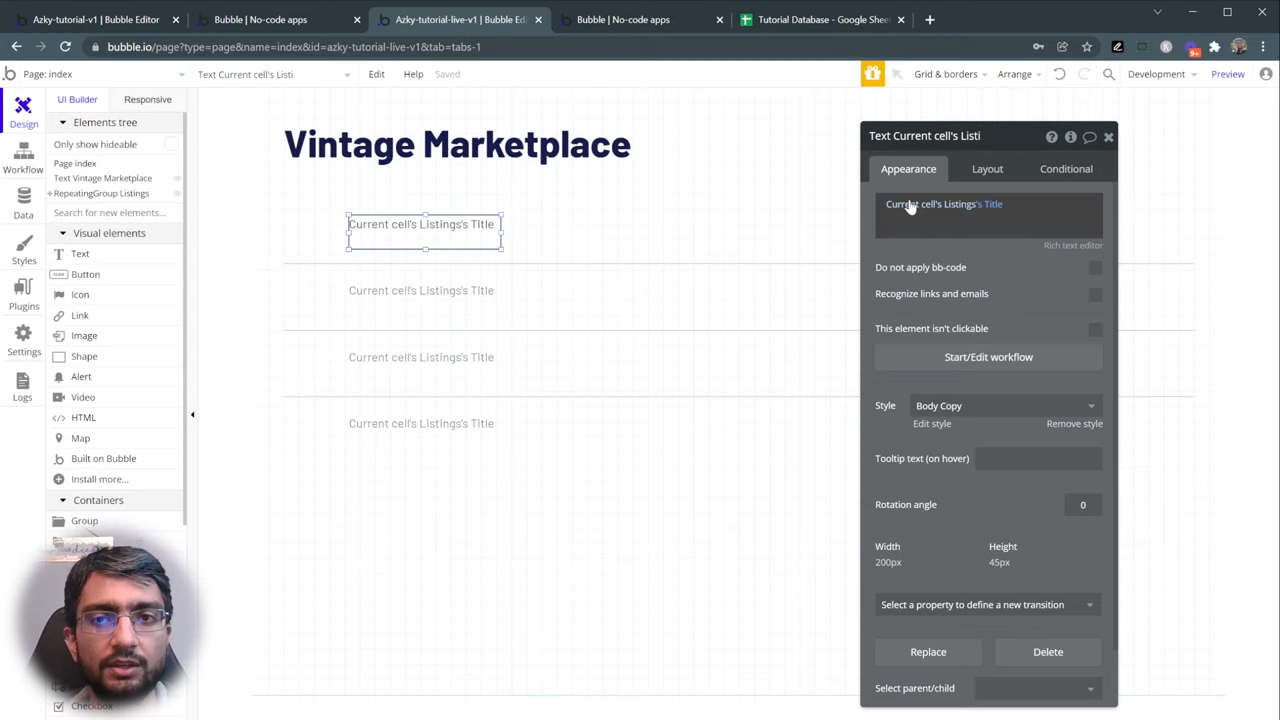 Azky-tutorial-v1 | Bubble Editor
Bubble | No-code apps
Azky-tutorial-live-v1 | Bubble Edi
Bubble | No-code apps
Tutorial Database - Google Shee
bubble.io/page?type=page&name=index&id=azky-tutorial-live-v1&tab=tabs-1
9+
Page: index
Text Current cell's Listi
Edit
Help
Saved
Grid & borders
Arrange
Development
Preview
Design
Workflow
Data
Styles
Plugins
Settings
Logs
UI Builder
Responsive
Elements tree
Only show hideable
Page index
Text Vintage Marketplace
RepeatingGroup Listings
Search for new elements...
Visual elements
Text
Button
Icon
Link
Image
Shape
Alert
Video
HTML
Map
Built on Bubble
Install more...
Containers
Group
Checkbox
Vintage Marketplace
Current cell's Listings's Title
Current cell's Listings's Title
Current cell's Listings's Title
Current cell's Listings's Title
Text Current cell's Listi
Appearance
Layout
Conditional
Current cell's Listings's Title
Rich text editor
Do not apply bb-code
Recognize links and emails
This element isn't clickable
Start/Edit workflow
Style
Body Copy
Edit style
Remove style
Tooltip text (on hover)
Rotation angle
0
Width
Height
200px
45px
Select a property to define a new transition
Replace
Delete
Select parent/child